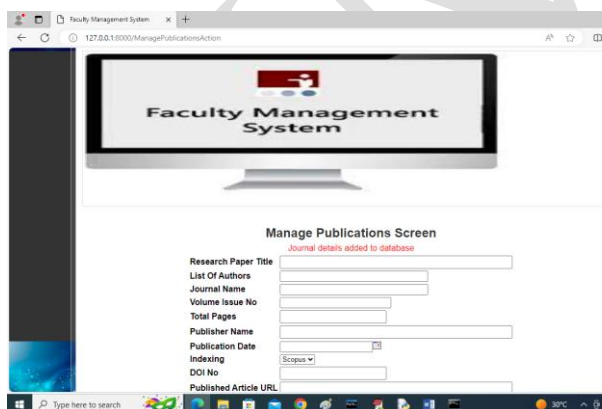 Faculty Management System
127.0.0.1:8000/ManagePublicationsAction
Faculty Management
System
Manage Publications Screen
Journal details added to database
Research Paper Title
List Of Authors
Journal Name
Volume Issue No
Total Pages
Publisher Name
Publication Date
Indexing Scopus
DOI No
Published Article URL
Type here to search 30°C